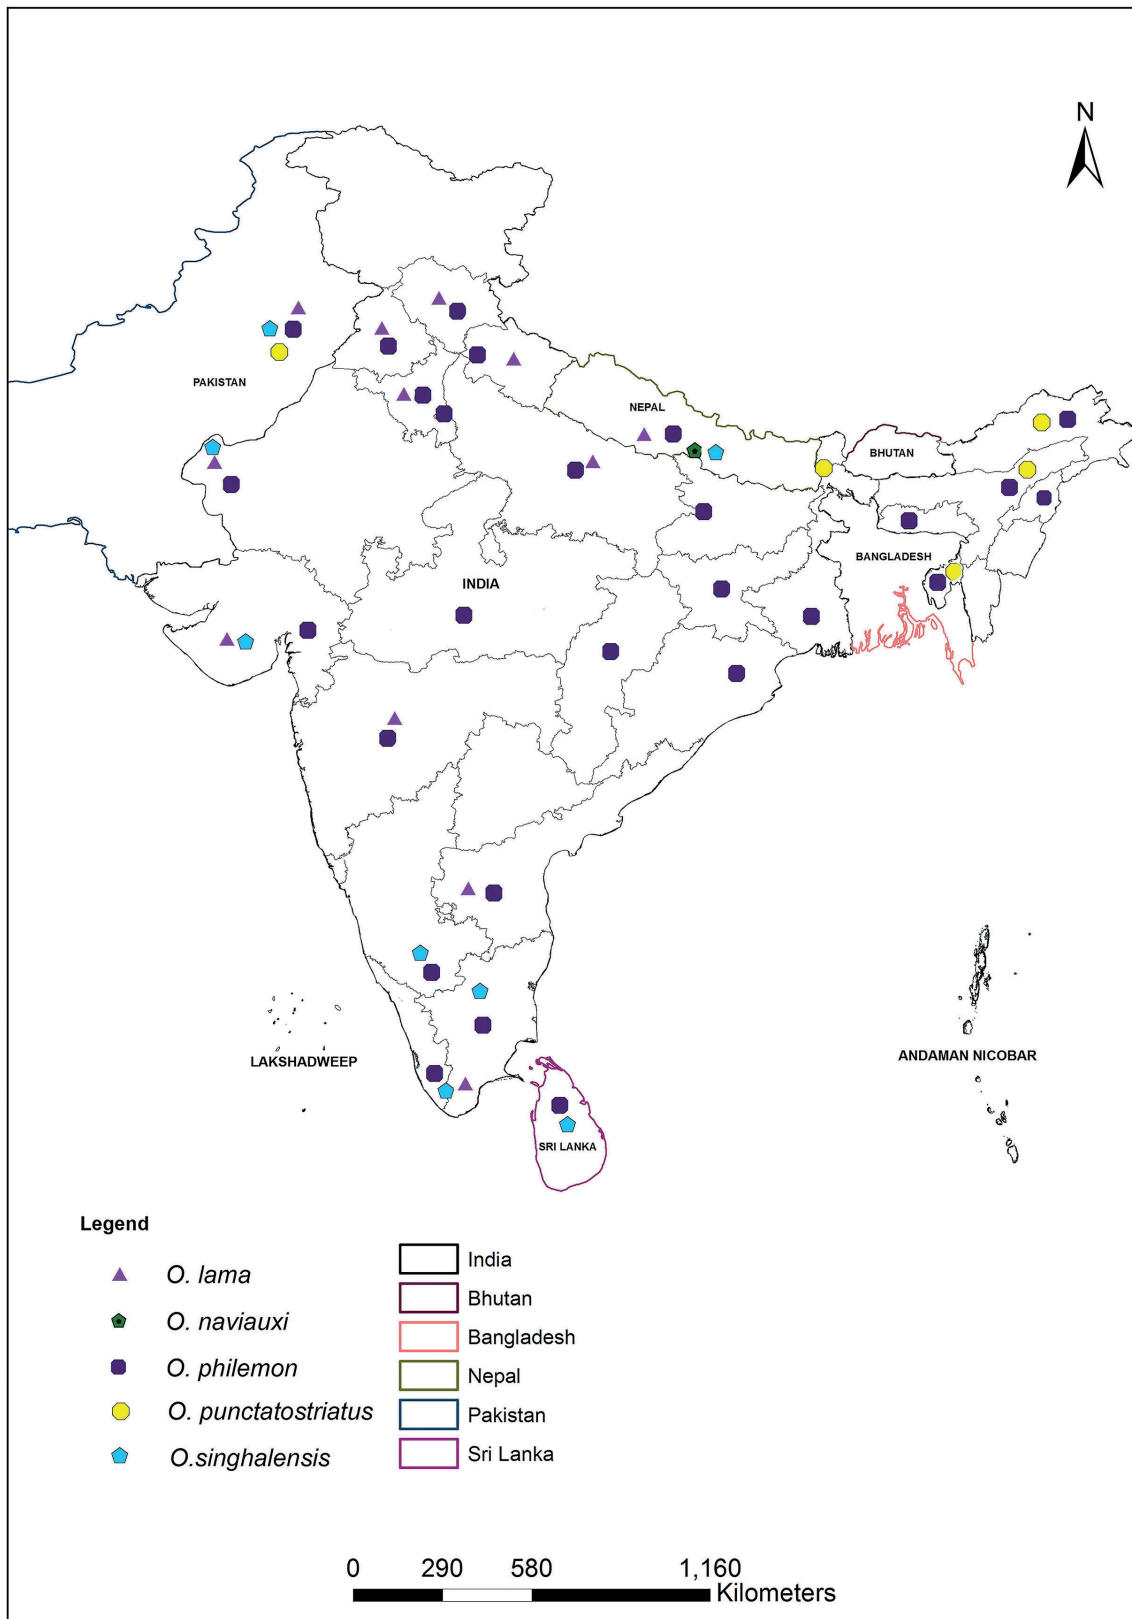 N
PAKISTAN
NEPAL
BHUTAN
BANGLADESH
INDIA
LAKSHADWEEP
ANDAMAN NICOBAR
SRI LANKA
Legend
O. lama
O. naviauxi
O. philemon
O. punctatostriatus
O.singhalensis
India
Bhutan
Bangladesh
Nepal
Pakistan
Sri Lanka
0 290 580 1,160
Kilometers